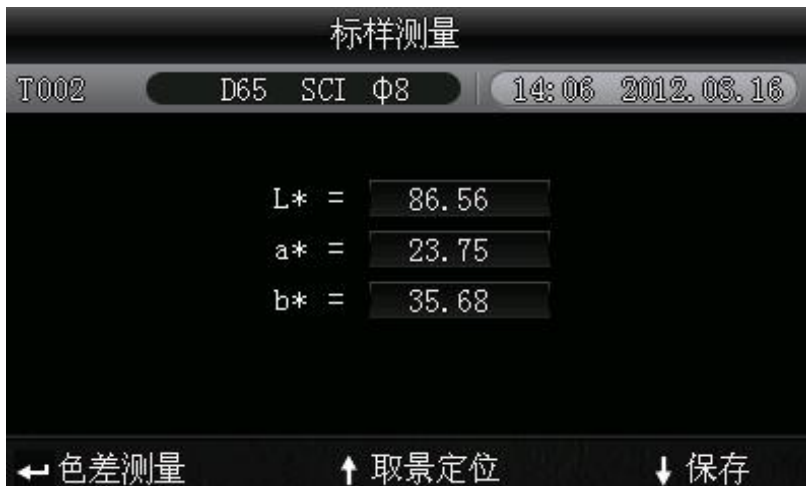 标样测量
T002 D65 SCI Φ8 14:06 2012.03.16
L* = 86.56
a* = 23.75
b* = 35.68
色差测量 取景定位 保存